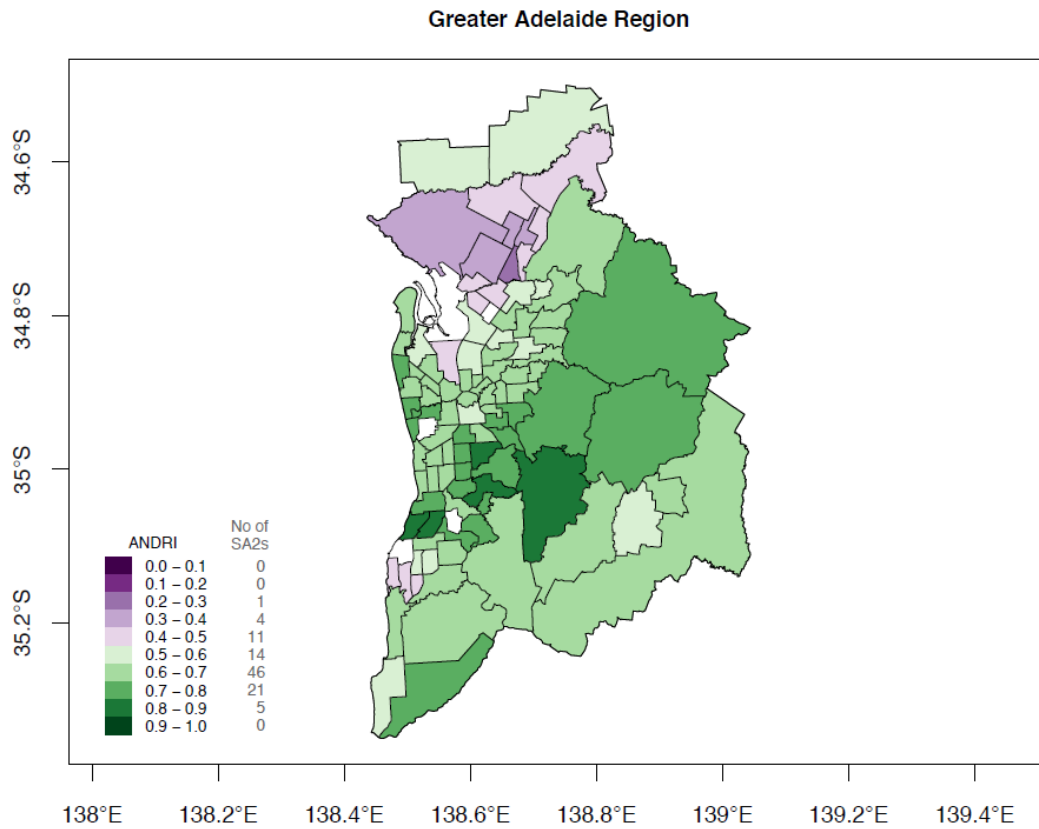 Greater Adelaide Region
34.6°S
34.8°S
35°S
35.2°S
ANDRI No of SA2s
0.0 – 0.1 0
0.1 – 0.2 0
0.2 – 0.3 1
0.3 – 0.4 4
0.4 – 0.5 11
0.5 – 0.6 14
0.6 – 0.7 46
0.7 – 0.8 21
0.8 – 0.9 5
0.9 – 1.0 0
138°E 138.2°E 138.4°E 138.6°E 138.8°E 139°E 139.2°E 139.4°E